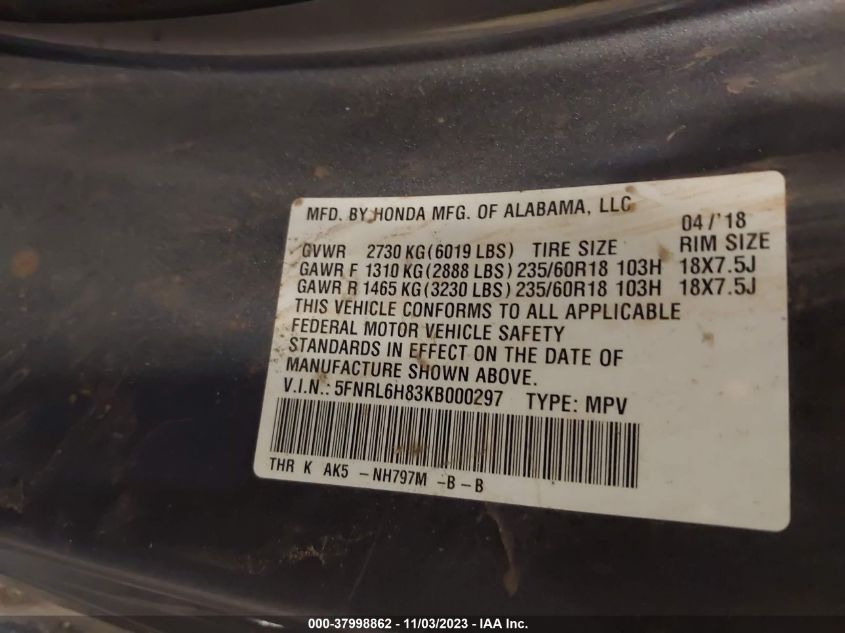 MFD. BY HONDA MFG. OF ALABAMA, LLC 04/'18
GVWR 2730 KG(6019 LBS) TIRE SIZE RIM SIZE
GAWR F 1310 KG(2888 LBS) 235/60R18 103H 18X7.5J
GAWR R 1465 KG(3230 LBS) 235/60R18 103H 18X7.5J
THIS VEHICLE CONFORMS TO ALL APPLICABLE
FEDERAL MOTOR VEHICLE SAFETY
STANDARDS IN EFFECT ON THE DATE OF
MANUFACTURE SHOWN ABOVE.
V.I.N.: 5FNRL6H83KB000297 TYPE: MPV
THR K AK5 -NH797M -B-B
000-37998862 - 11/03/2023 - IAA Inc.